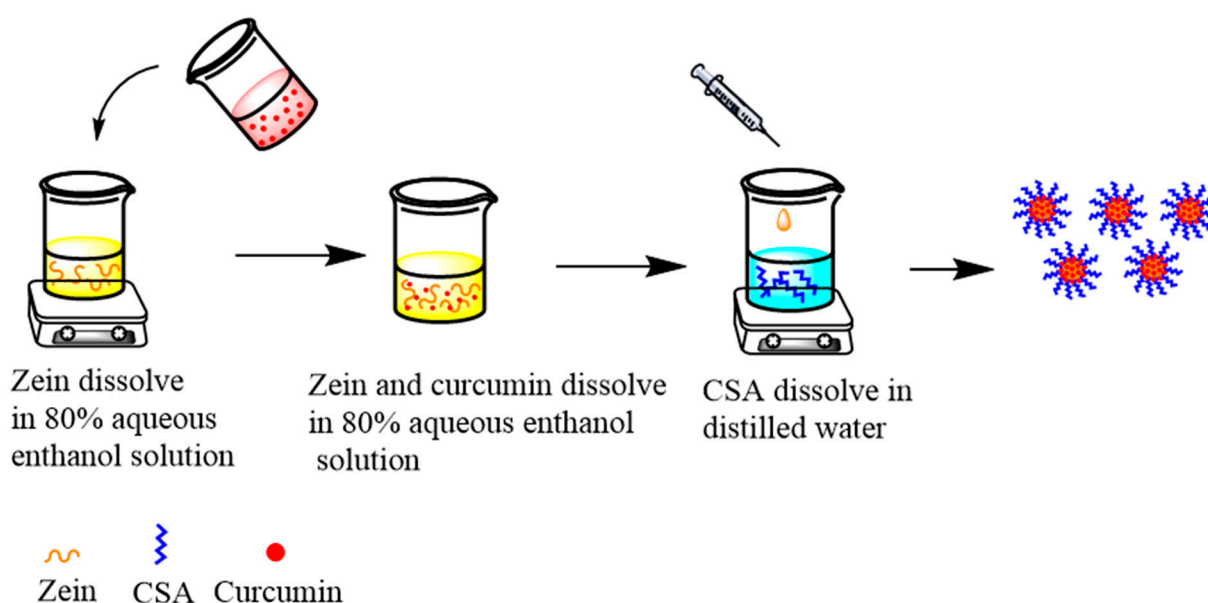 Zein dissolve
in 80% aqueous
enthanol solution
Zein and curcumin dissolve
in 80% aqueous enthanol
solution
CSA dissolve in
distilled water
Zein
CSA
Curcumin